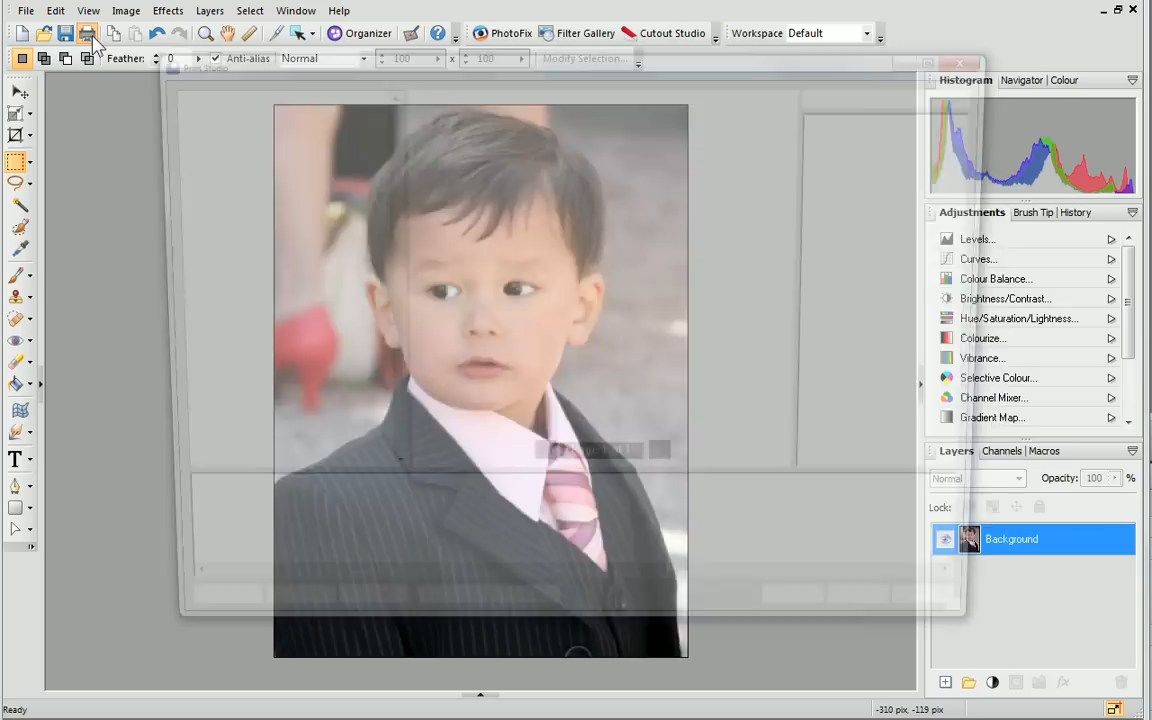 File Edit View Image Effects Layers Select Window Help
Organizer PhotoFix Filter Gallery Cutout Studio Workspace Default
Feather: 0 Anti-alias Normal 100 x 100 Modify Selection...
Print Studio
Histogram Navigator Colour
Adjustments Brush Tip History
Levels...
Curves...
Colour Balance...
Brightness/Contrast...
Hue/Saturation/Lightness...
Colourize...
Vibrance...
Selective Colour...
Channel Mixer...
Gradient Map...
Layers Channels Macros
Normal Opacity: 100 %
Lock:
Background
Ready -310 pix, -119 pix